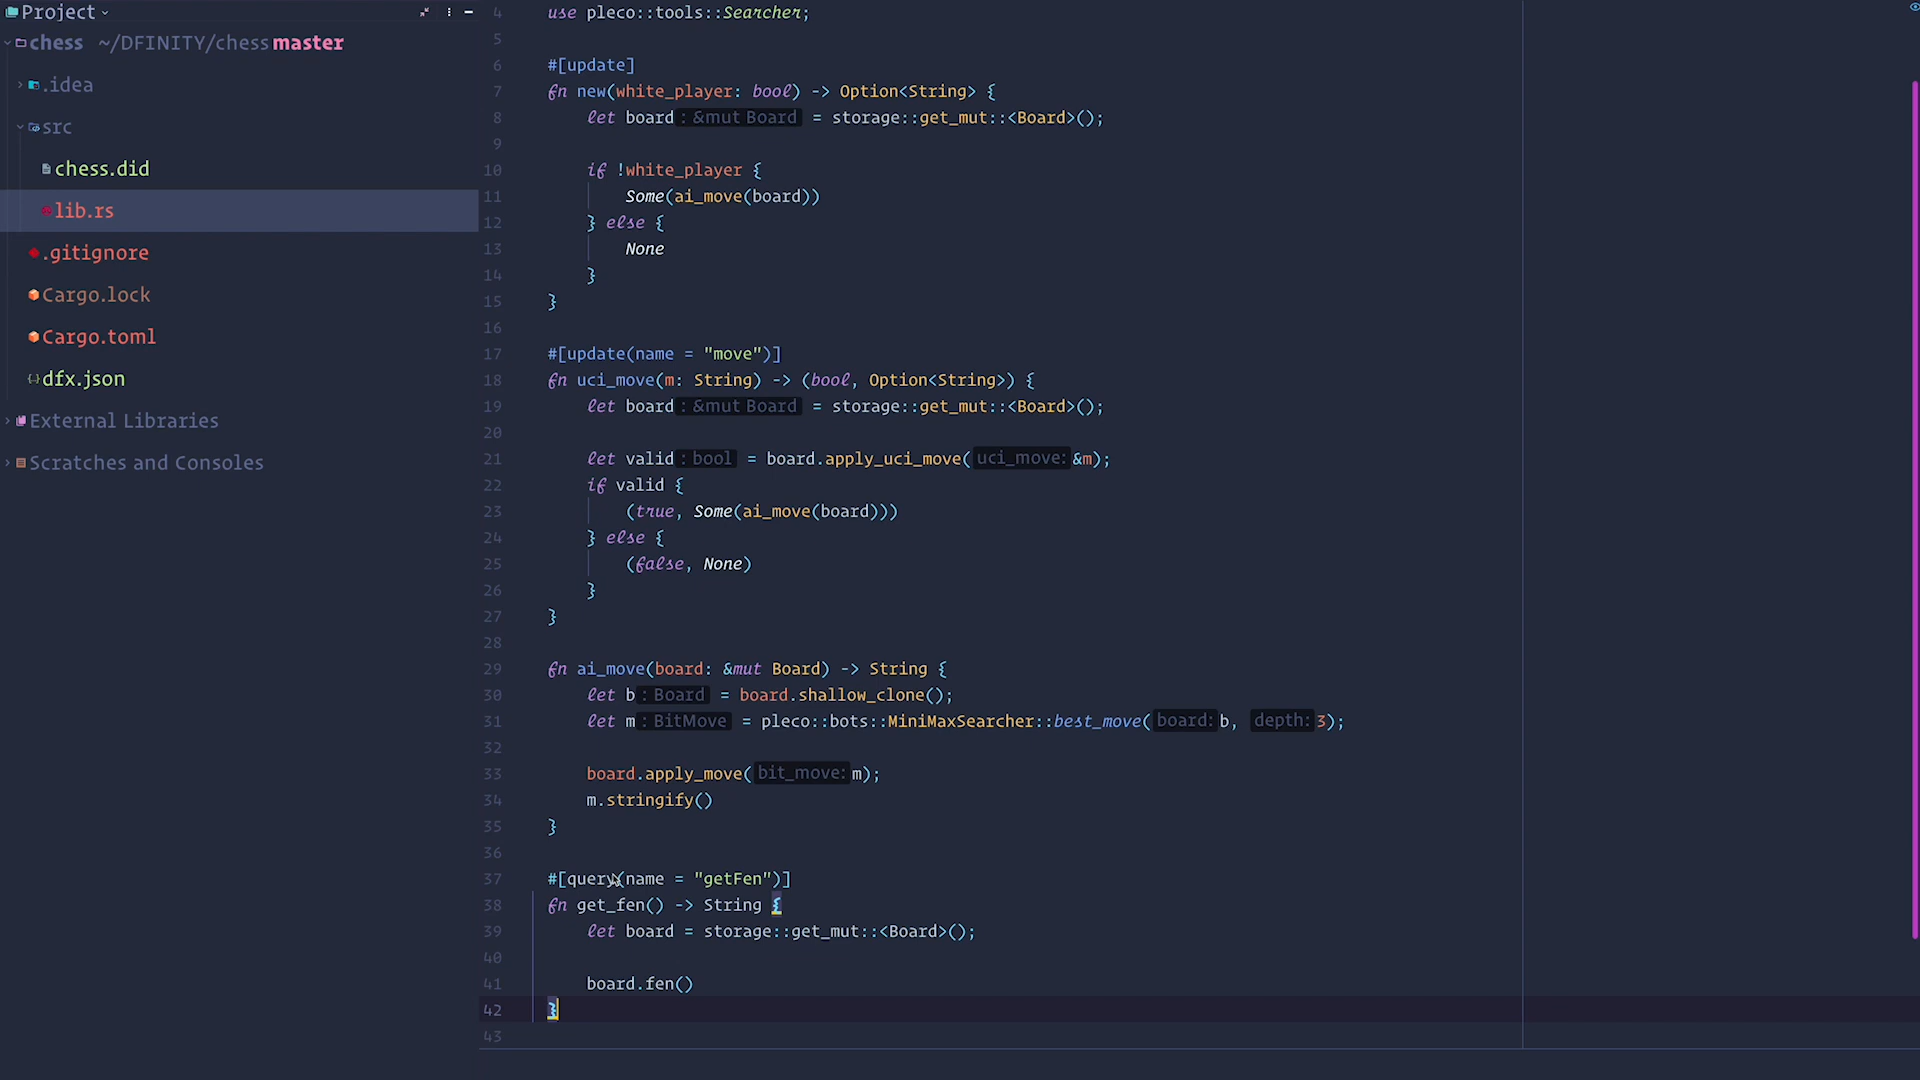 Project
chess ~/DFINITY/chess master
.idea
src
chess.did
lib.rs
.gitignore
Cargo.lock
Cargo.toml
dfx.json
External Libraries
Scratches and Consoles
4 use pleco::tools::Searcher;
5
6 #[update]
7 fn new(white_player: bool) -> Option<String> {
8 let board : &mut Board = storage::get_mut::<Board>();
9
10 if !white_player {
11 Some(ai_move(board))
12 } else {
13 None
14 }
15 }
16
17 #[update(name = "move")]
18 fn uci_move(m: String) -> (bool, Option<String>) {
19 let board : &mut Board = storage::get_mut::<Board>();
20
21 let valid : bool = board.apply_uci_move( uci_move: &m);
22 if valid {
23 (true, Some(ai_move(board)))
24 } else {
25 (false, None)
26 }
27 }
28
29 fn ai_move(board: &mut Board) -> String {
30 let b : Board = board.shallow_clone();
31 let m : BitMove = pleco::bots::MiniMaxSearcher::best_move( board: b, depth: 3);
32
33 board.apply_move( bit_move: m);
34 m.stringify()
35 }
36
37 #[query(name = "getFen")]
38 fn get_fen() -> String {
39 let board = storage::get_mut::<Board>();
40
41 board.fen()
42 }
43